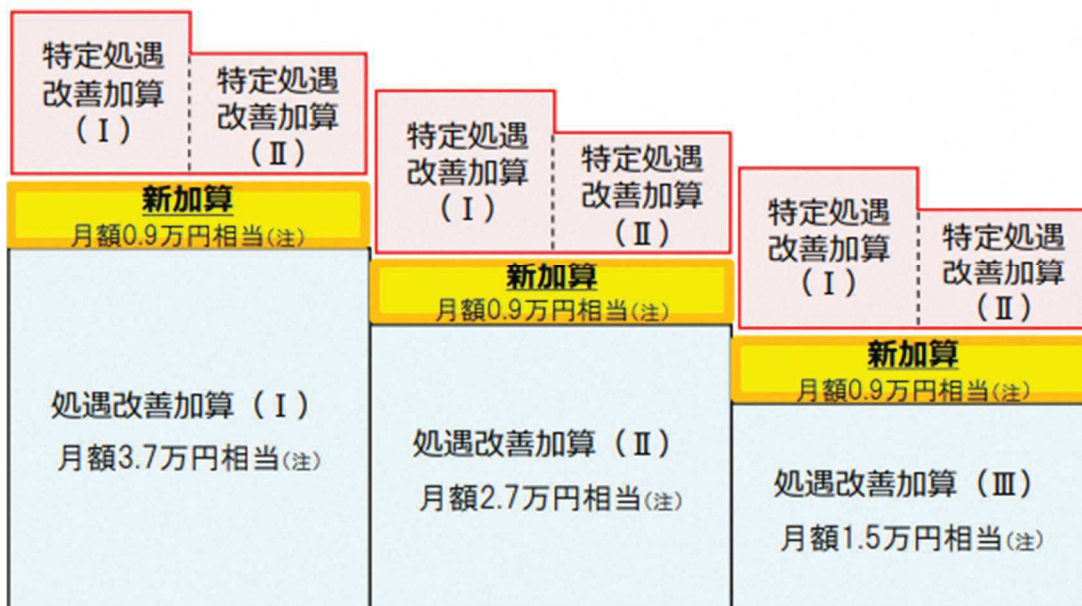 特定処遇
改善加算
（Ⅰ）
特定処遇
改善加算
（Ⅱ）
新加算
月額0.9万円相当(注)
処遇改善加算（Ⅰ）
月額3.7万円相当(注)
特定処遇
改善加算
（Ⅰ）
特定処遇
改善加算
（Ⅱ）
新加算
月額0.9万円相当(注)
処遇改善加算（Ⅱ）
月額2.7万円相当(注)
特定処遇
改善加算
（Ⅰ）
特定処遇
改善加算
（Ⅱ）
新加算
月額0.9万円相当(注)
処遇改善加算（Ⅲ）
月額1.5万円相当(注)